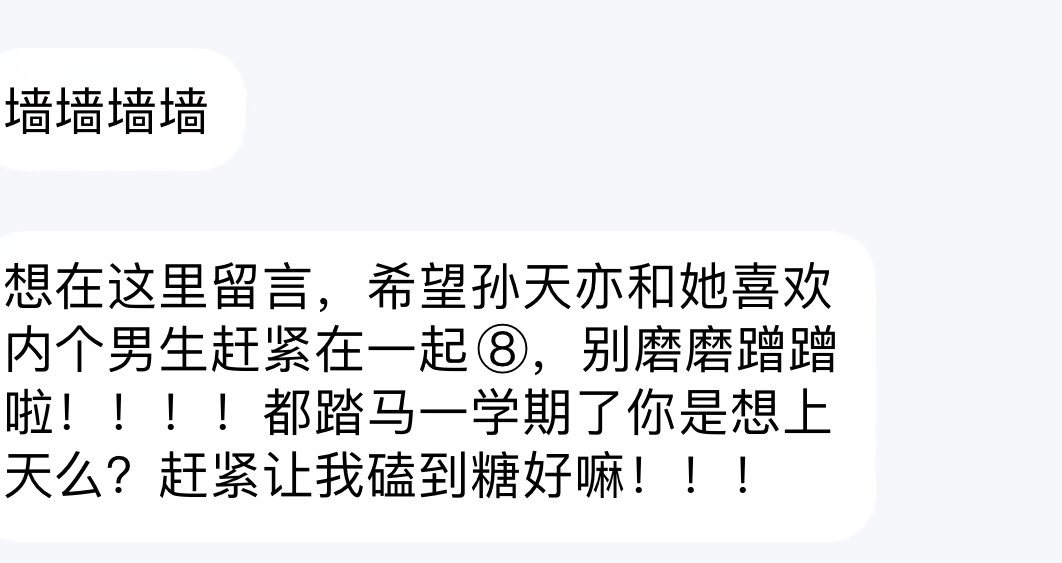 墙墙墙墙
想在这里留言，希望孙天亦和她喜欢
内个男生赶紧在一起⑧，别磨磨蹭蹭
啦！！！！都踏马一学期了你是想上
天么？赶紧让我磕到糖好嘛！！！